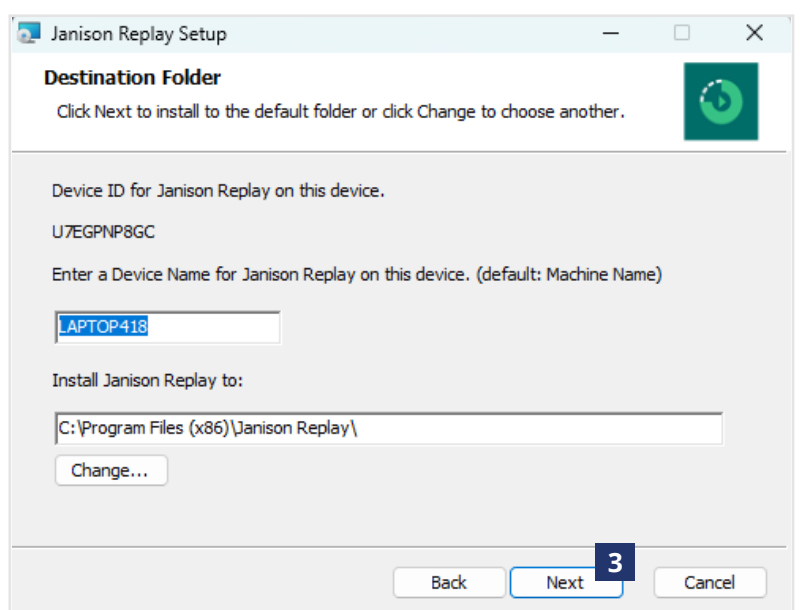 Janison Replay Setup
Destination Folder
Click Next to install to the default folder or click Change to choose another.
Device ID for Janison Replay on this device.
U7EGPNP8GC
Enter a Device Name for Janison Replay on this device. (default: Machine Name)
LAPTOP418
Install Janison Replay to:
C:\Program Files (x86)\Janison Replay\
Change...
3
Back Next Cancel